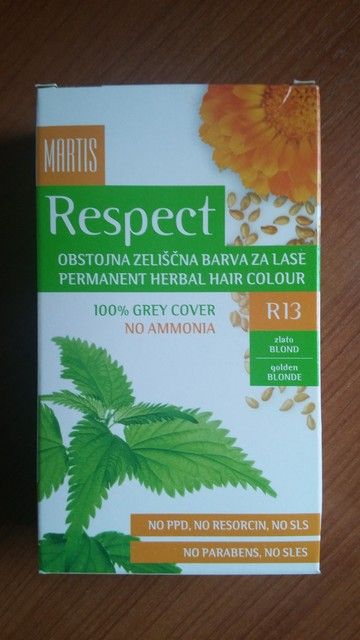 MARTIS
Respect
OBSTOJNA ZELIŠČNA BARVA ZA LASE
PERMANENT HERBAL HAIR COLOUR
100% GREY COVER
NO AMMONIA
R13
zlato
BLOND
golden
BLONDE
NO PPD, NO RESORCIN, NO SLS
NO PARABENS, NO SLES